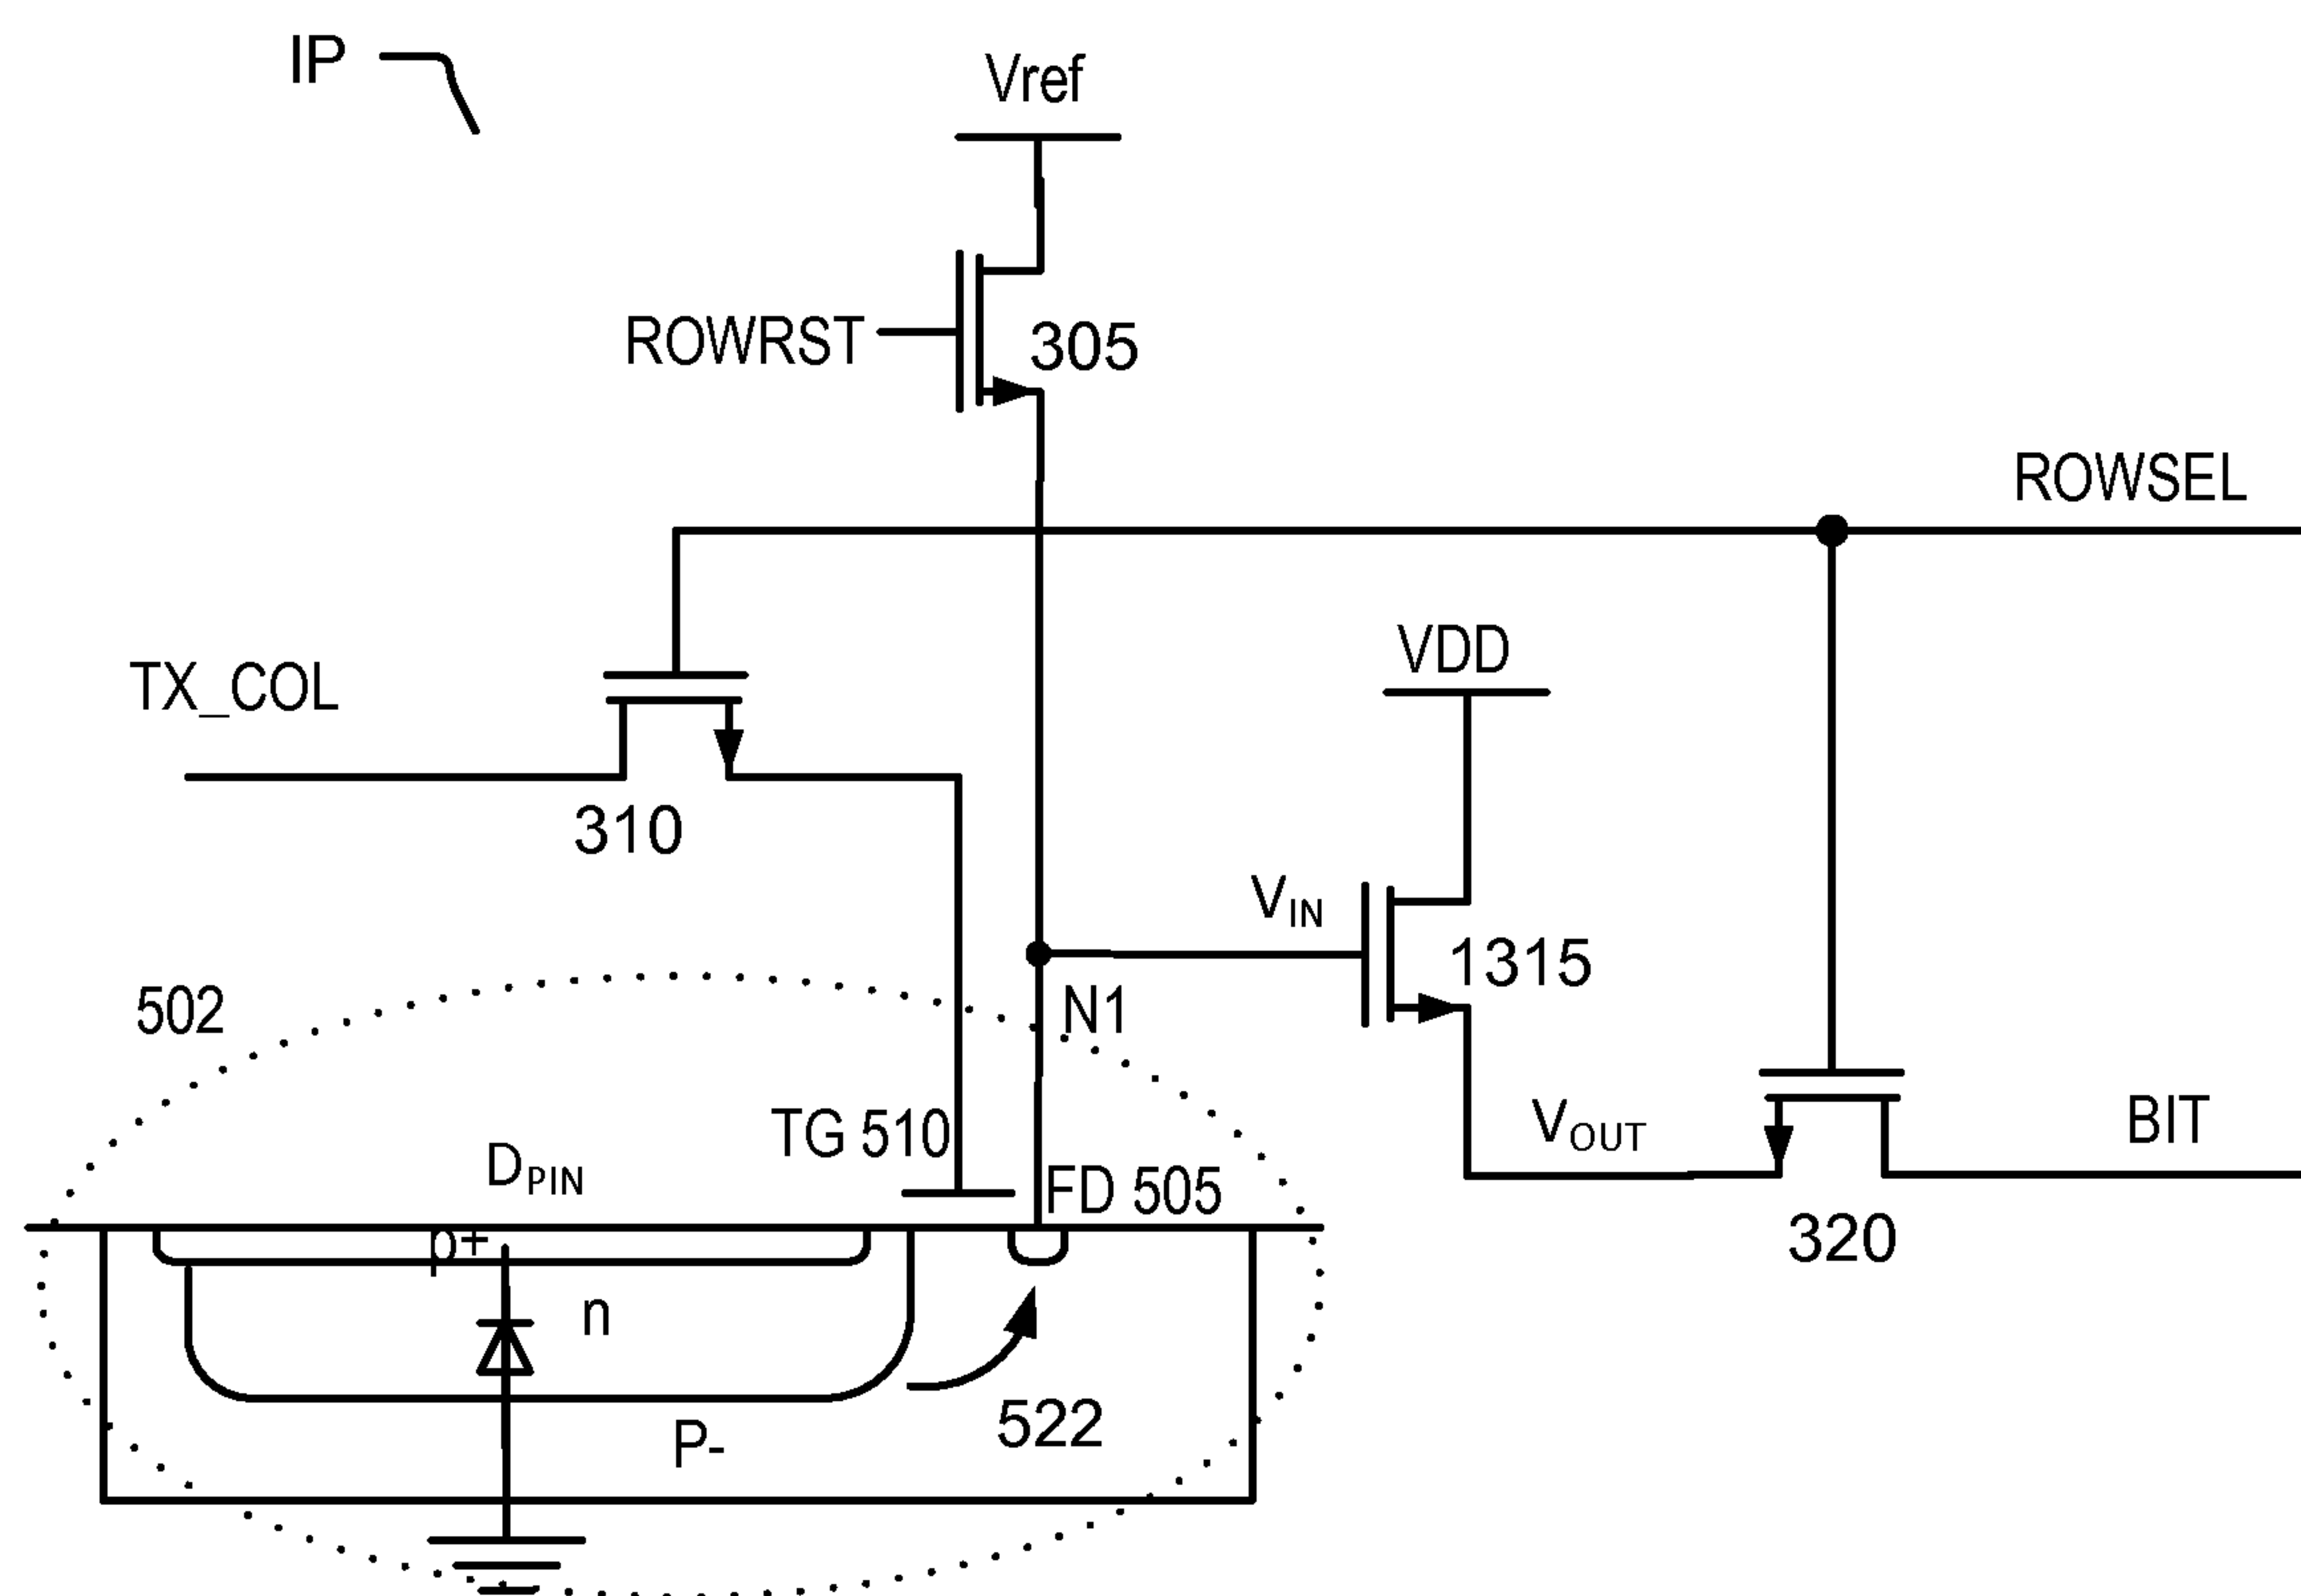 IP
Vref
ROWRST
305
ROWSEL
TX_COL
VDD
310
VIN
1315
502
N1
TG 510
VOUT
BIT
DPIN
FD 505
320
p+
n
P-
522